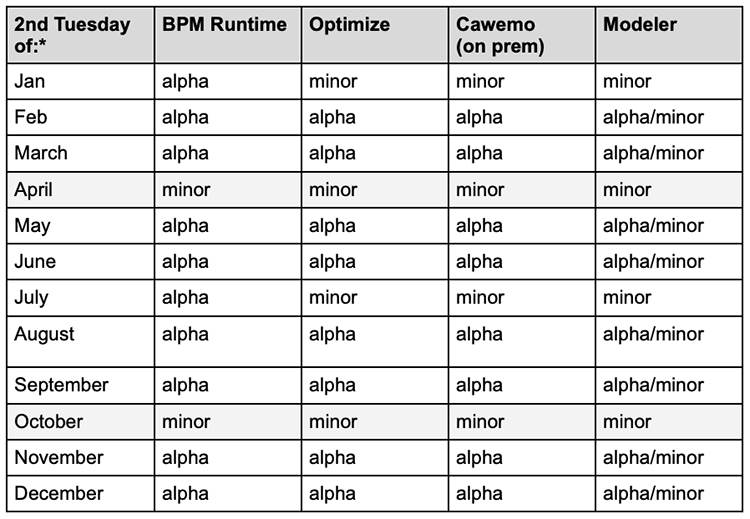 2nd Tuesday of:* BPM Runtime Optimize Cawemo (on prem) Modeler
Jan alpha minor minor minor
Feb alpha alpha alpha alpha/minor
March alpha alpha alpha alpha/minor
April minor minor minor minor
May alpha alpha alpha alpha/minor
June alpha alpha alpha alpha/minor
July alpha minor minor minor
August alpha alpha alpha alpha/minor
September alpha alpha alpha alpha/minor
October minor minor minor minor
November alpha alpha alpha alpha/minor
December alpha alpha alpha alpha/minor